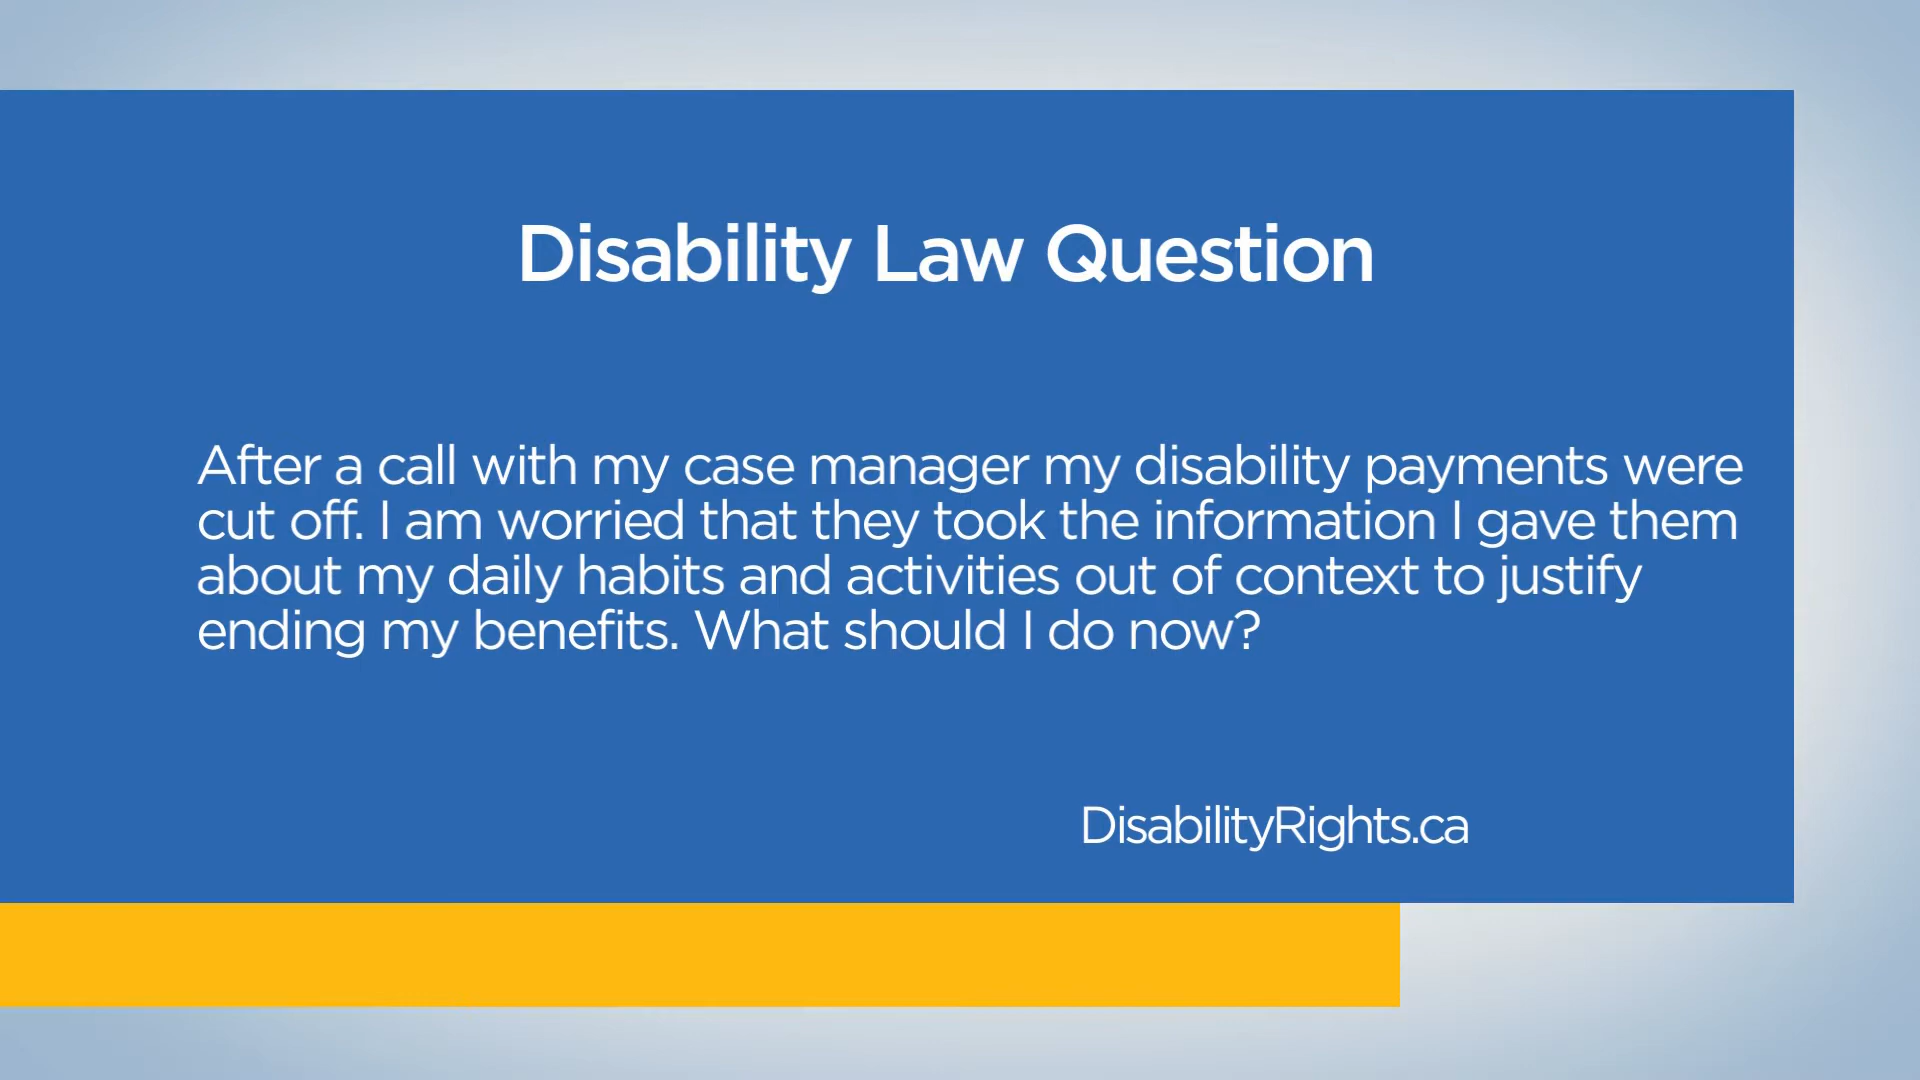 Disability Law Question
After a call with my case manager my disability payments were
cut off. I am worried that they took the information I gave them
about my daily habits and activities out of context to justify
ending my benefits. What should I do now?
DisabilityRights.ca